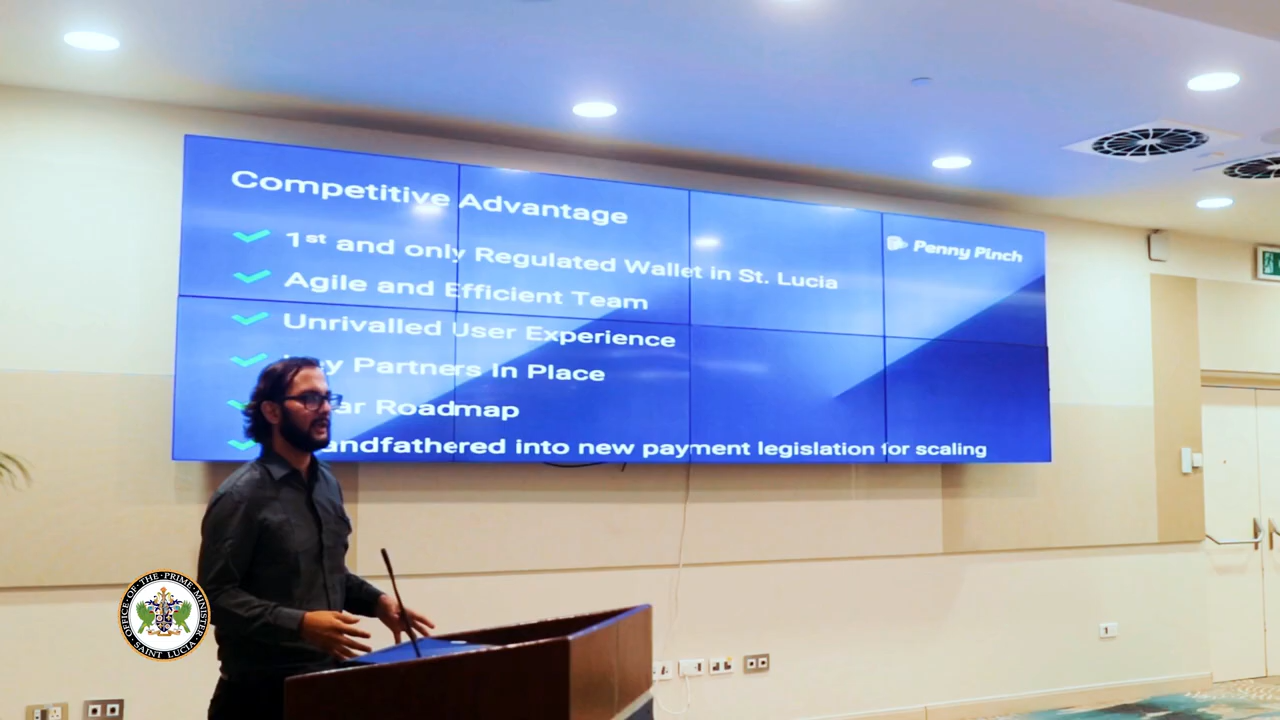 Competitive Advantage
1st and only Regulated Wallet in St. Lucia
Agile and Efficient Team
Unrivalled User Experience
Partners In Place
Roadmap
into new payment legislation for scaling
Penny Pinch
OFFICE · OF · THE · PRIME · MINISTER
· SAINT LUCIA ·
1